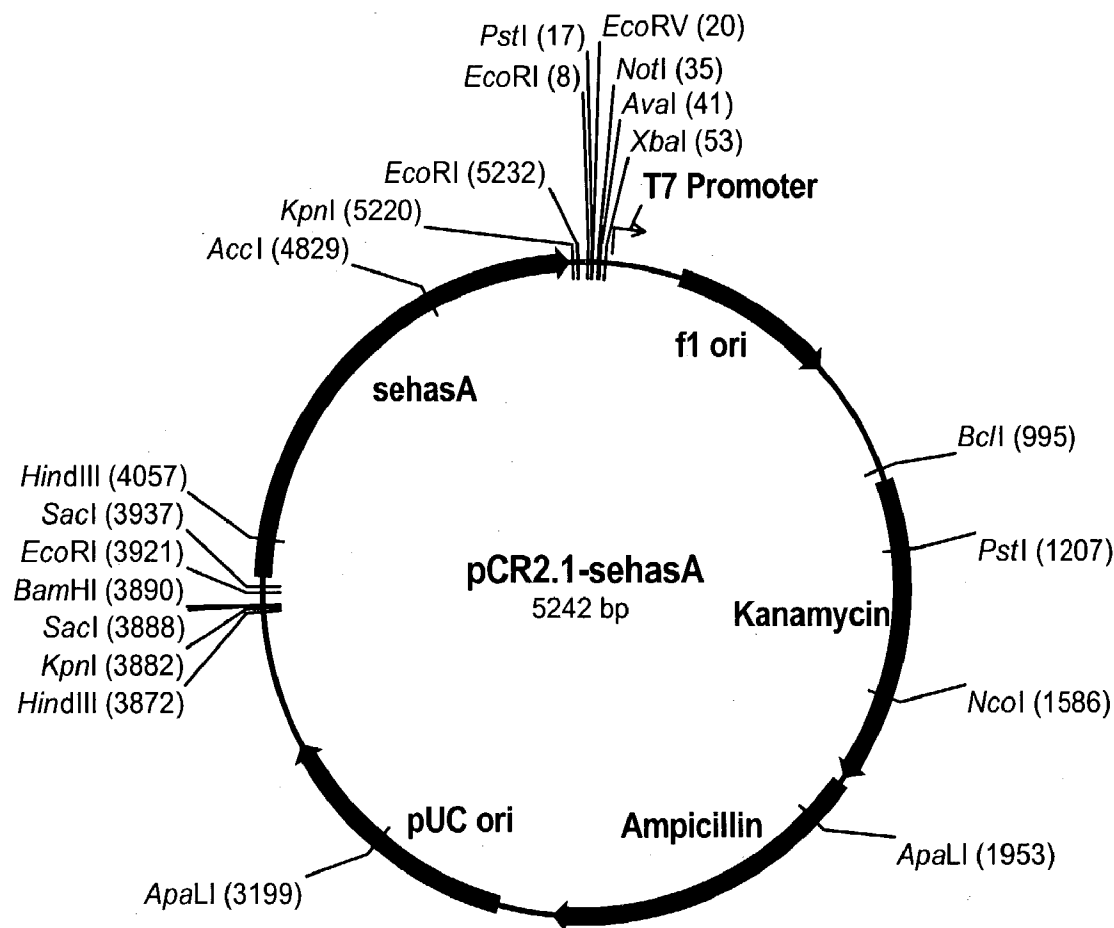 PstI (17)
EcoRV (20)
EcoRI (8)
NotI (35)
AvaI (41)
XbaI (53)
EcoRI (5232)
T7 Promoter
KpnI (5220)
AccI (4829)
f1 ori
sehasA
BclI (995)
HindIII (4057)
SacI (3937)
EcoRI (3921)
BamHI (3890)
SacI (3888)
KpnI (3882)
HindIII (3872)
pCR2.1-sehasA
5242 bp
PstI (1207)
Kanamycin
NcoI (1586)
pUC ori
Ampicillin
ApaLI (1953)
ApaLI (3199)